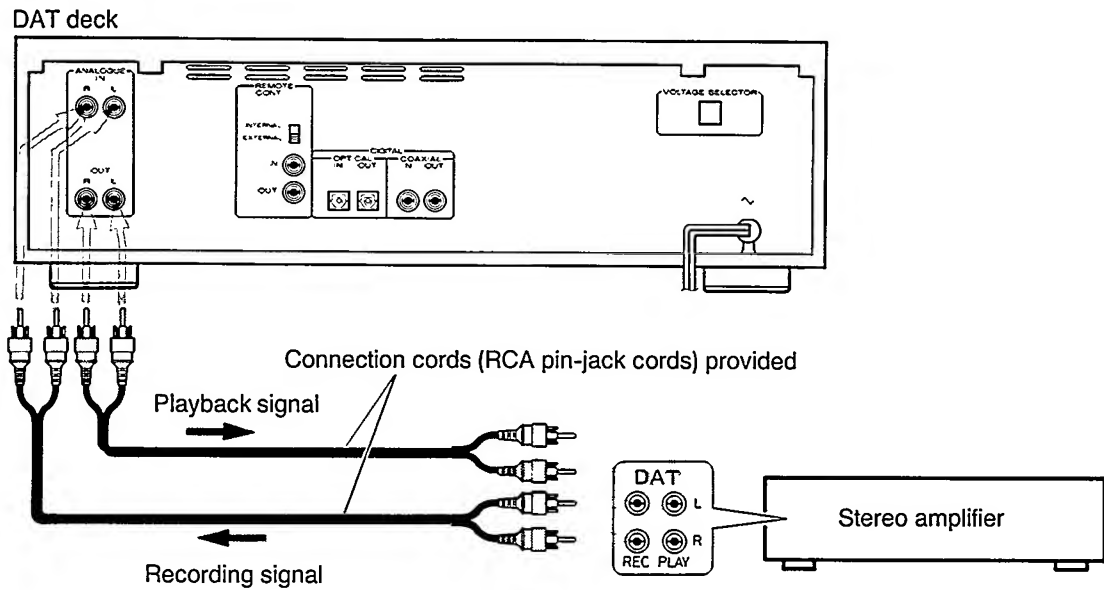 DAT deck
ANALOGUE
IN
R L
OUT
R L
REMOTE
CONT
INTERNAL
EXTERNAL
IN
OUT
DIGITAL
OPTICAL COAXIAL
IN OUT IN OUT
VOLTAGE SELECTOR
~
Connection cords (RCA pin-jack cords) provided
Playback signal
Recording signal
DAT
L
R
REC PLAY
Stereo amplifier